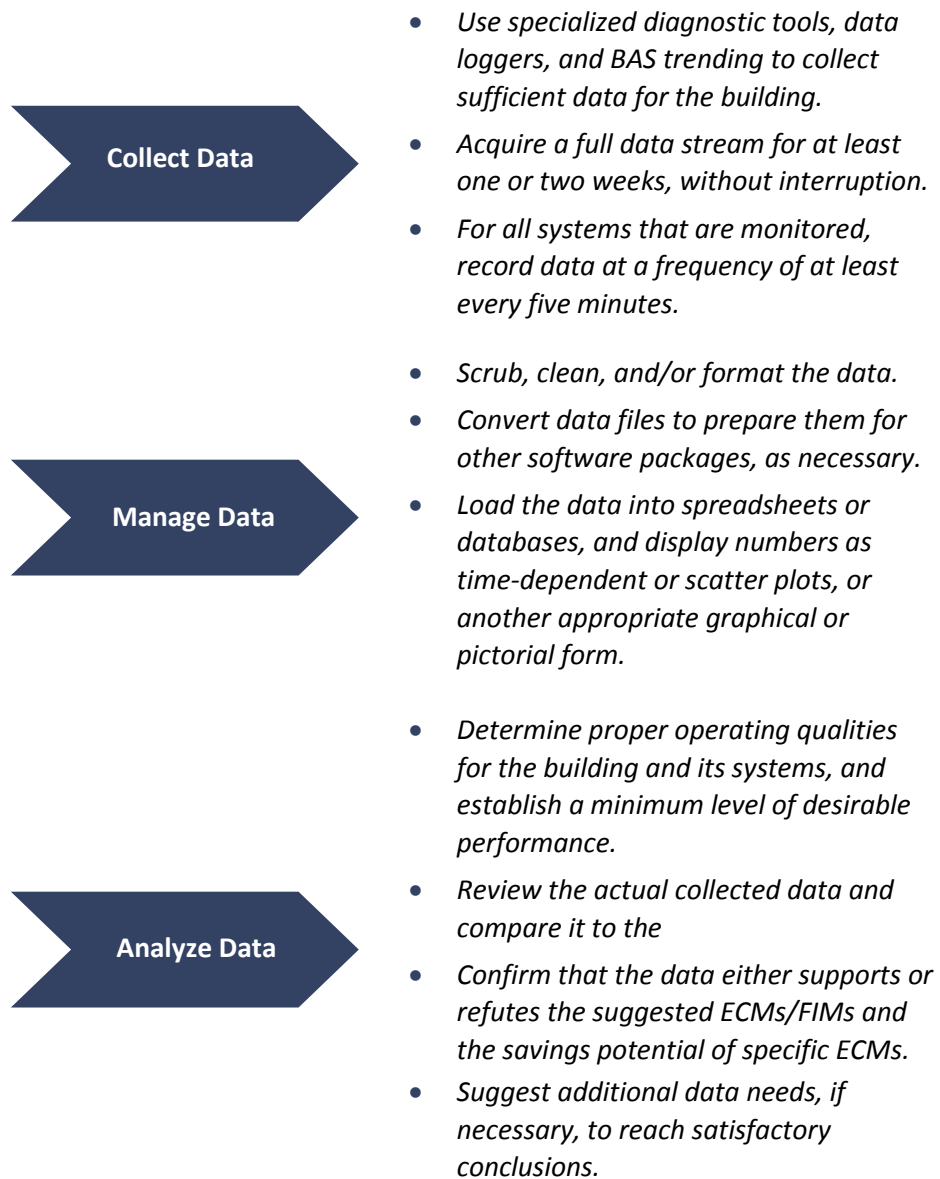 Collect Data
• Use specialized diagnostic tools, data
loggers, and BAS trending to collect
sufficient data for the building.
• Acquire a full data stream for at least
one or two weeks, without interruption.
• For all systems that are monitored,
record data at a frequency of at least
every five minutes.
Manage Data
• Scrub, clean, and/or format the data.
• Convert data files to prepare them for
other software packages, as necessary.
• Load the data into spreadsheets or
databases, and display numbers as
time-dependent or scatter plots, or
another appropriate graphical or
pictorial form.
Analyze Data
• Determine proper operating qualities
for the building and its systems, and
establish a minimum level of desirable
performance.
• Review the actual collected data and
compare it to the
• Confirm that the data either supports or
refutes the suggested ECMs/FIMs and
the savings potential of specific ECMs.
• Suggest additional data needs, if
necessary, to reach satisfactory
conclusions.